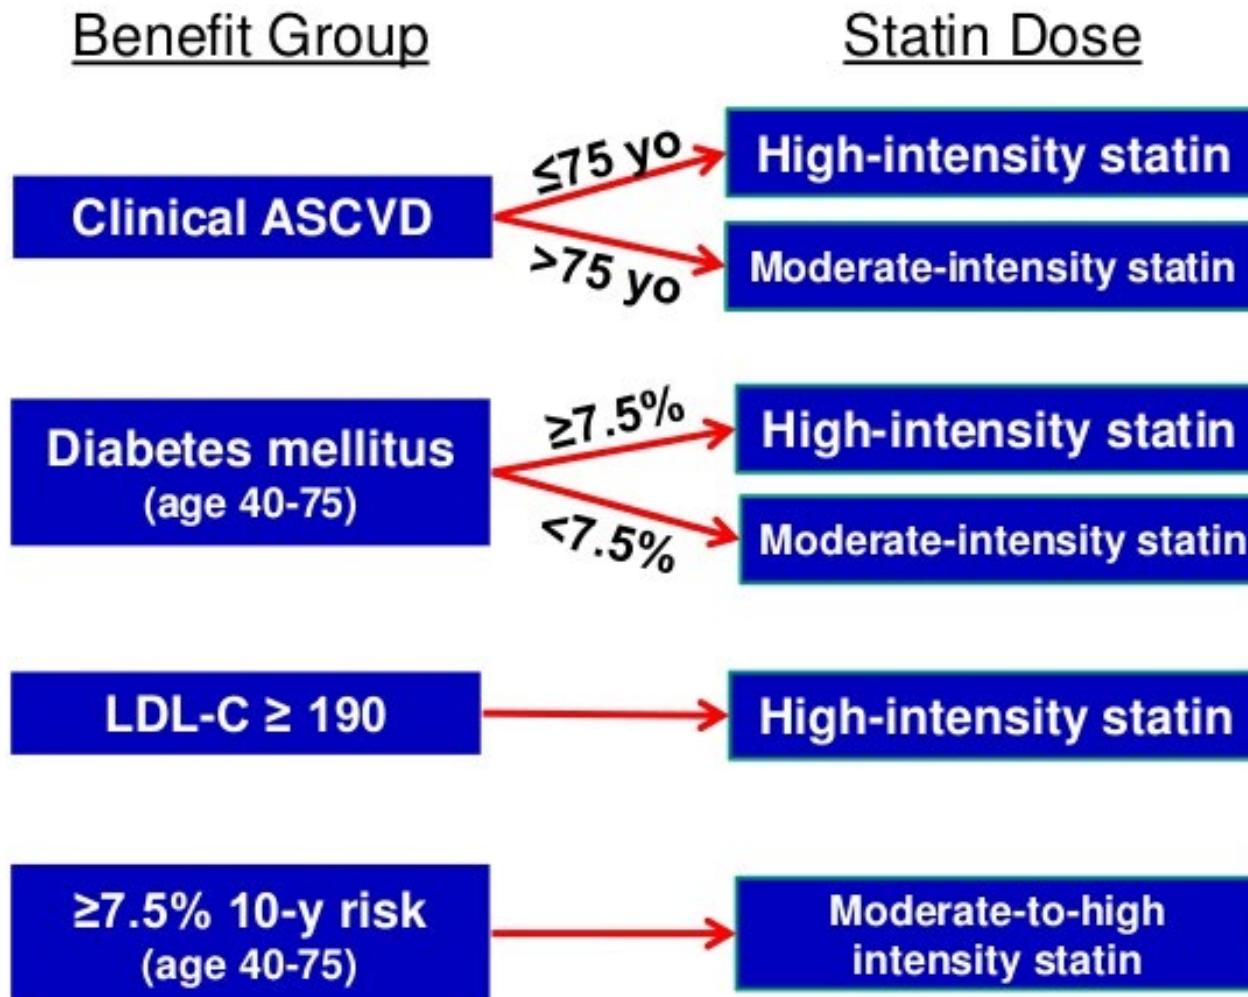 Benefit Group
Statin Dose
Clinical ASCVD
≤75 yo
>75 yo
High-intensity statin
Moderate-intensity statin
Diabetes mellitus
(age 40-75)
≥7.5%
<7.5%
High-intensity statin
Moderate-intensity statin
LDL-C ≥ 190
High-intensity statin
≥7.5% 10-y risk
(age 40-75)
Moderate-to-high
intensity statin